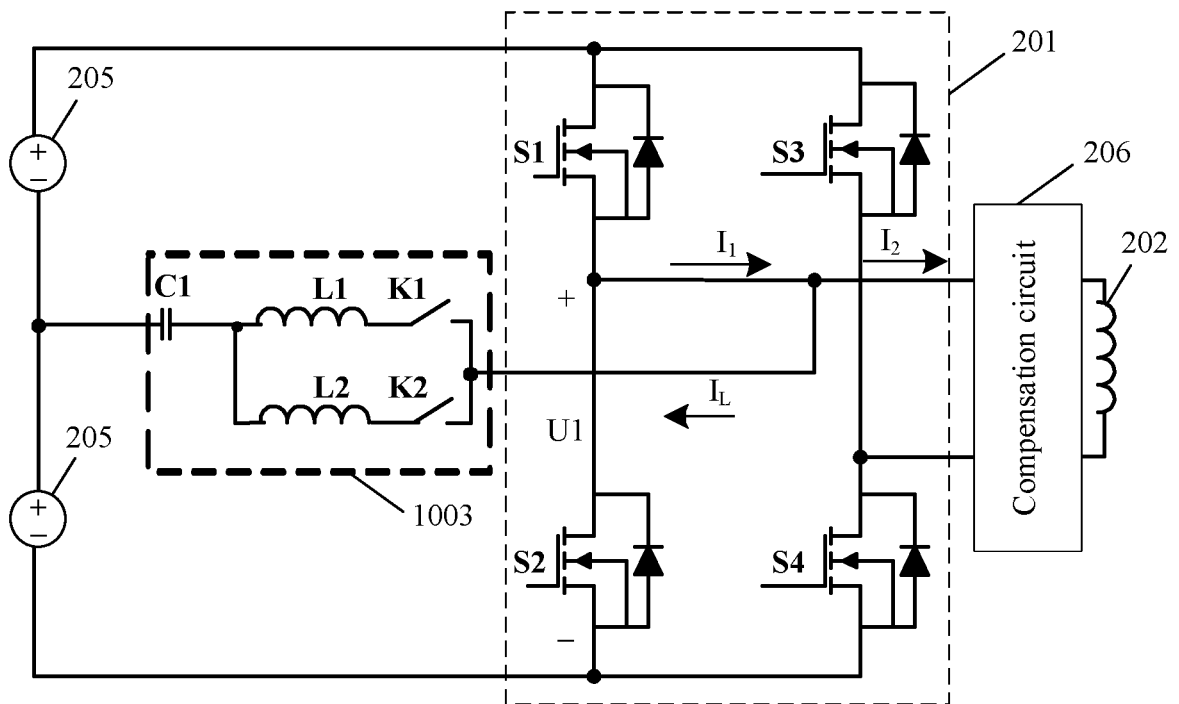 201
205
+
−
S1
S3
206
I1
I2
202
C1
L1
K1
+
Compensation circuit
L2
K2
IL
U1
205
+
−
1003
S2
S4
−